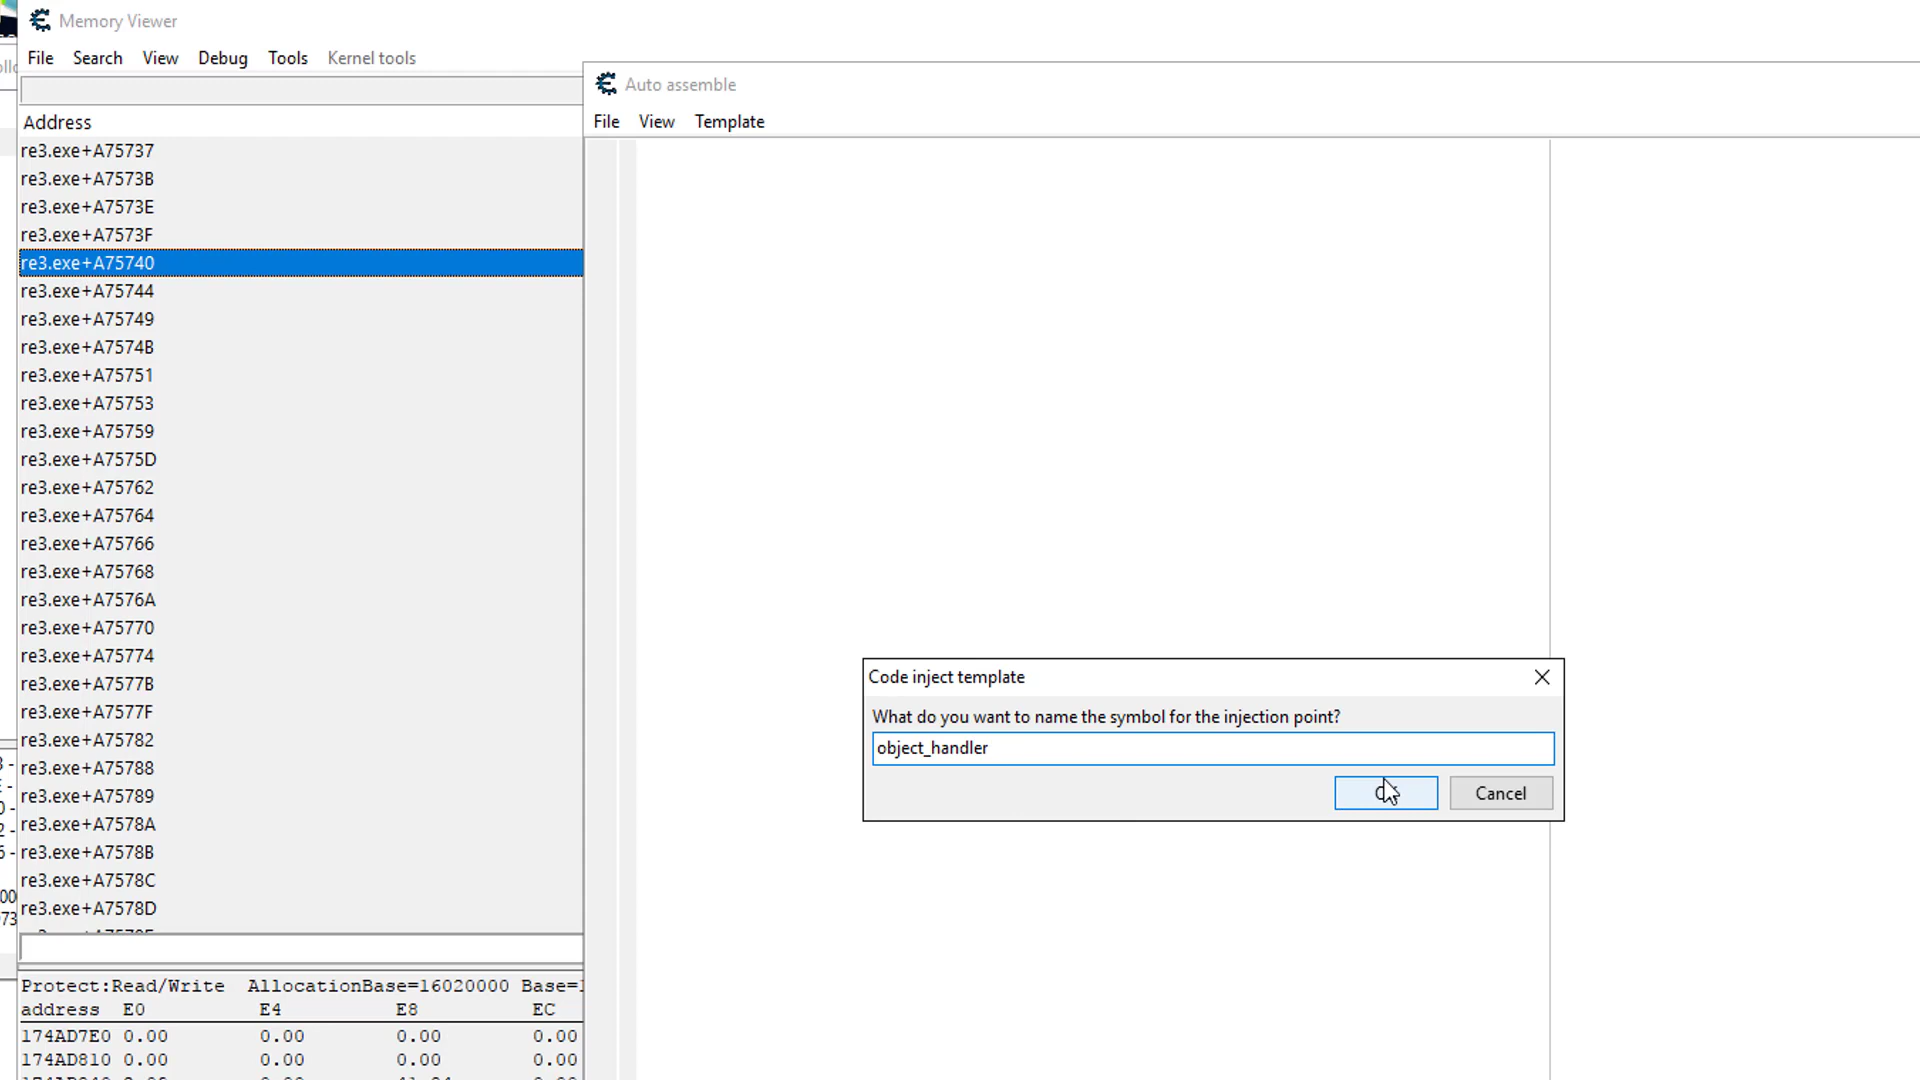 Memory Viewer
File Search View Debug Tools Kernel tools
Address
re3.exe+A75737
re3.exe+A7573B
re3.exe+A7573E
re3.exe+A7573F
re3.exe+A75740
re3.exe+A75744
re3.exe+A75749
re3.exe+A7574B
re3.exe+A75751
re3.exe+A75753
re3.exe+A75759
re3.exe+A7575D
re3.exe+A75762
re3.exe+A75764
re3.exe+A75766
re3.exe+A75768
re3.exe+A7576A
re3.exe+A75770
re3.exe+A75774
re3.exe+A7577B
re3.exe+A7577F
re3.exe+A75782
re3.exe+A75788
re3.exe+A75789
re3.exe+A7578A
re3.exe+A7578B
re3.exe+A7578C
re3.exe+A7578D
Protect:Read/Write AllocationBase=16020000 Base=
address E0 E4 E8 EC
174AD7E0 0.00 0.00 0.00 0.00
174AD810 0.00 0.00 0.00 0.00
Auto assemble
File View Template
Code inject template
What do you want to name the symbol for the injection point?
object_handler
Cancel